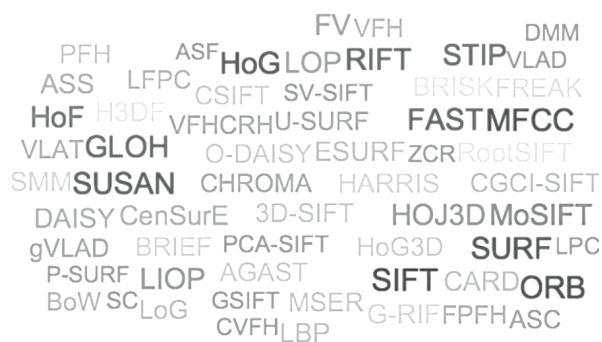 FV VFH DMM
PFH ASF HoG LOP RIFT STIP VLAD
ASS LFPC CSIFT SV-SIFT BRISK FREAK
HoF H3DF VFH CRH U-SURF FAST MFCC
VLAT GLOH O-DAISY ESURF ZCR RootSIFT
SMM SUSAN CHROMA HARRIS CGCI-SIFT
DAISY CenSurE 3D-SIFT HOJ3D MoSIFT
gVLAD BRIEF PCA-SIFT HoG3D SURF LPC
P-SURF LIOP AGAST SIFT CARD ORB
BoW SC LoG GSIFT MSER G-RIF FPFH ASC
CVFH LBP